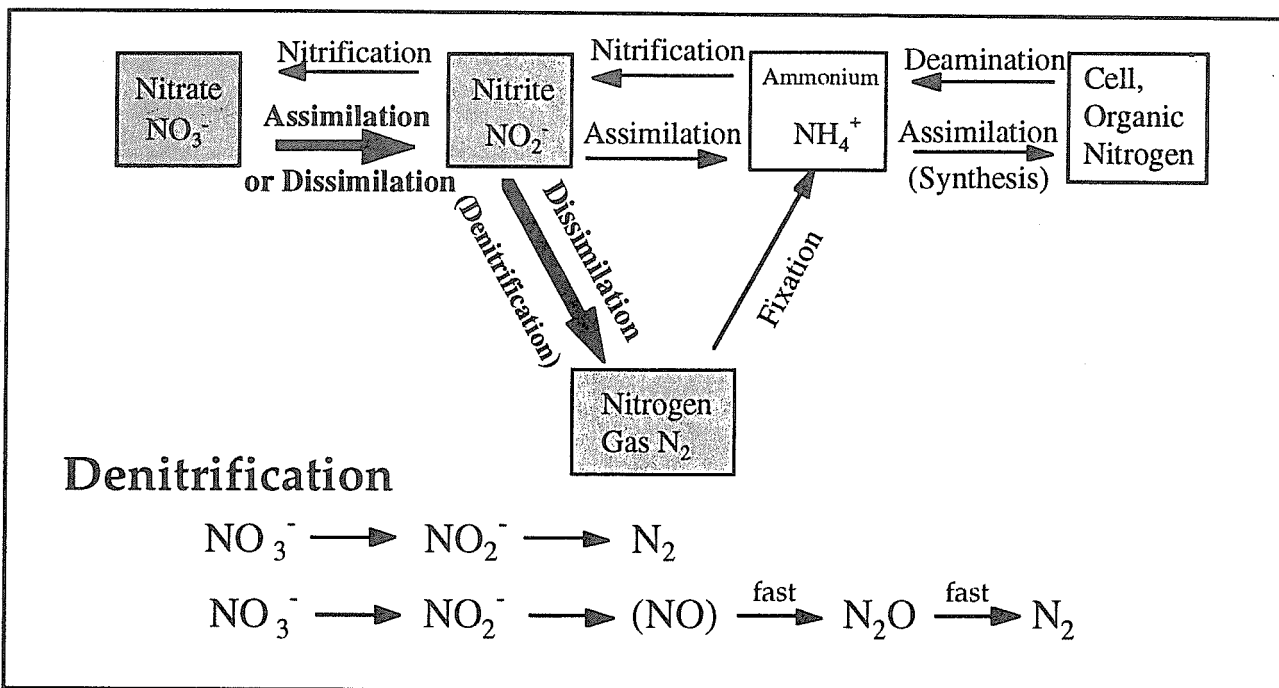 Nitrification
Nitrification
Deamination
Nitrate
NO₃⁻
Assimilation
or Dissimilation
Nitrite
NO₂⁻
Assimilation
Ammonium
NH₄⁺
Assimilation
(Synthesis)
Cell,
Organic
Nitrogen
Dissimilation
(Denitrification)
Fixation
Nitrogen
Gas N₂
Denitrification
NO₃⁻ → NO₂⁻ → N₂
NO₃⁻ → NO₂⁻ → (NO) fast → N₂O fast → N₂